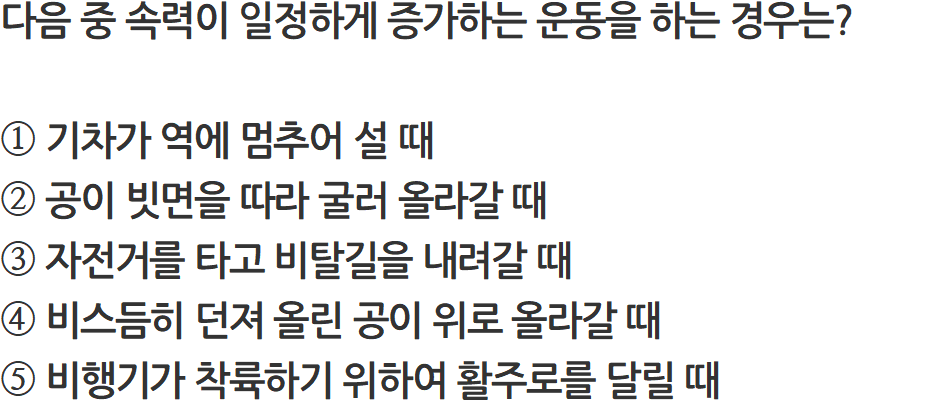 다음 중 속력이 일정하게 증가하는 운동을 하는 경우는?
① 기차가 역에 멈추어 설 때
② 공이 빗면을 따라 굴러 올라갈 때
③ 자전거를 타고 비탈길을 내려갈 때
④ 비스듬히 던져 올린 공이 위로 올라갈 때
⑤ 비행기가 착륙하기 위하여 활주로를 달릴 때